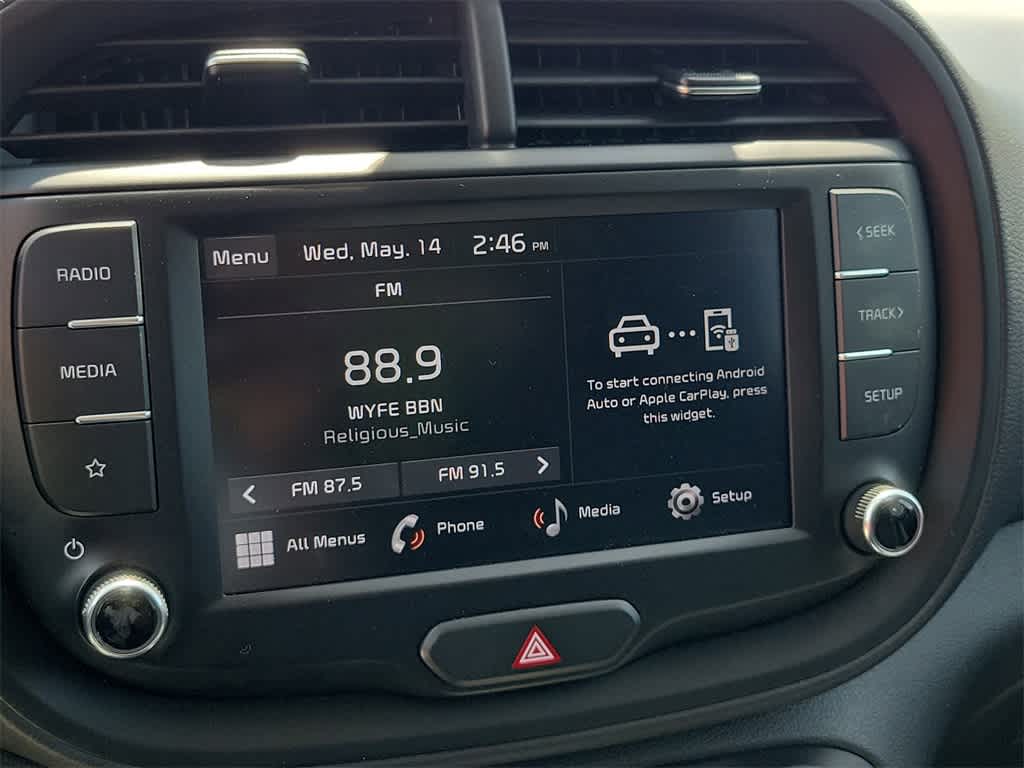 Menu Wed, May. 14 2:46 PM
FM
88.9
WYFE BBN
Religious_Music
< FM 87.5 FM 91.5 >
To start connecting Android
Auto or Apple CarPlay, press
this widget.
All Menus Phone Media Setup
RADIO
MEDIA
<SEEK
TRACK>
SETUP